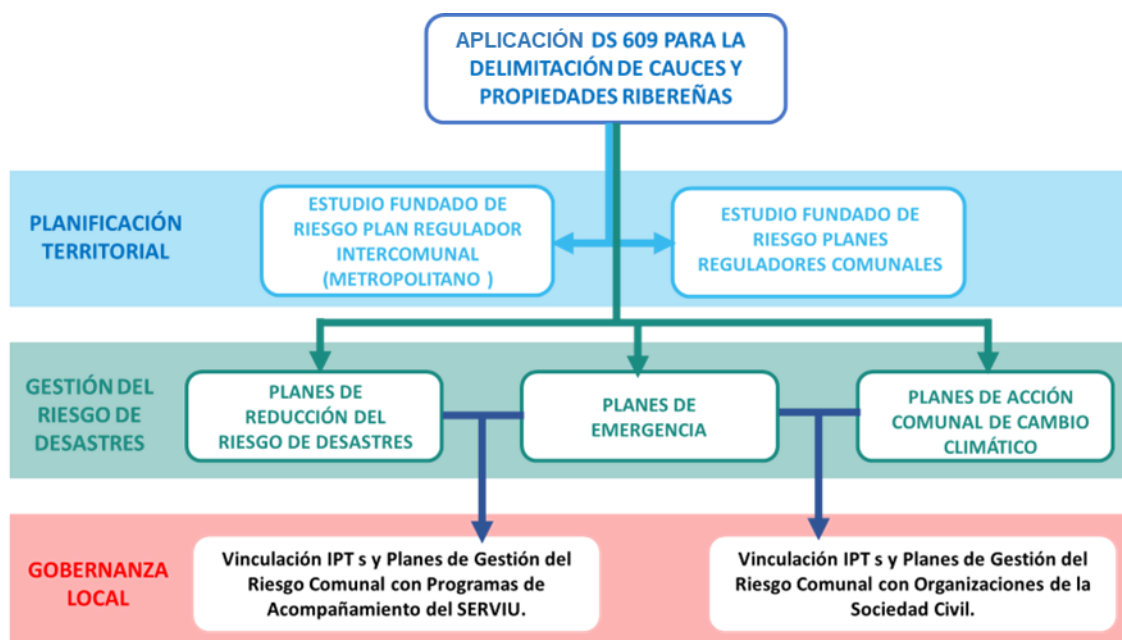 APLICACIÓN DS 609 PARA LA
DELIMITACIÓN DE CAUCES Y
PROPIEDADES RIBEREÑAS
PLANIFICACIÓN
TERRITORIAL
ESTUDIO FUNDADO DE
RIESGO PLAN REGULADOR
INTERCOMUNAL
(METROPOLITANO )
ESTUDIO FUNDADO DE
RIESGO PLANES
REGULADORES COMUNALES
GESTIÓN DEL
RIESGO DE
DESASTRES
PLANES DE
REDUCCIÓN DEL
RIESGO DE DESASTRES
PLANES DE
EMERGENCIA
PLANES DE ACCIÓN
COMUNAL DE CAMBIO
CLIMÁTICO
GOBERNANZA
LOCAL
Vinculación IPT s y Planes de Gestión del
Riesgo Comunal con Programas de
Acompañamiento del SERVIU.
Vinculación IPT s y Planes de Gestión del
Riesgo Comunal con Organizaciones de la
Sociedad Civil.